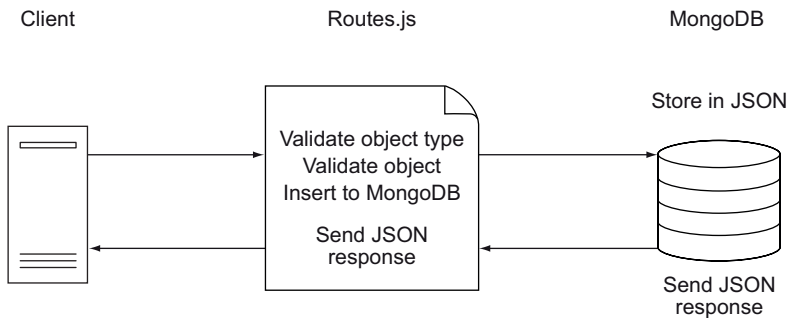 Client
Routes.js
MongoDB
Store in JSON
Validate object type
Validate object
Insert to MongoDB
Send JSON
response
Send JSON
response